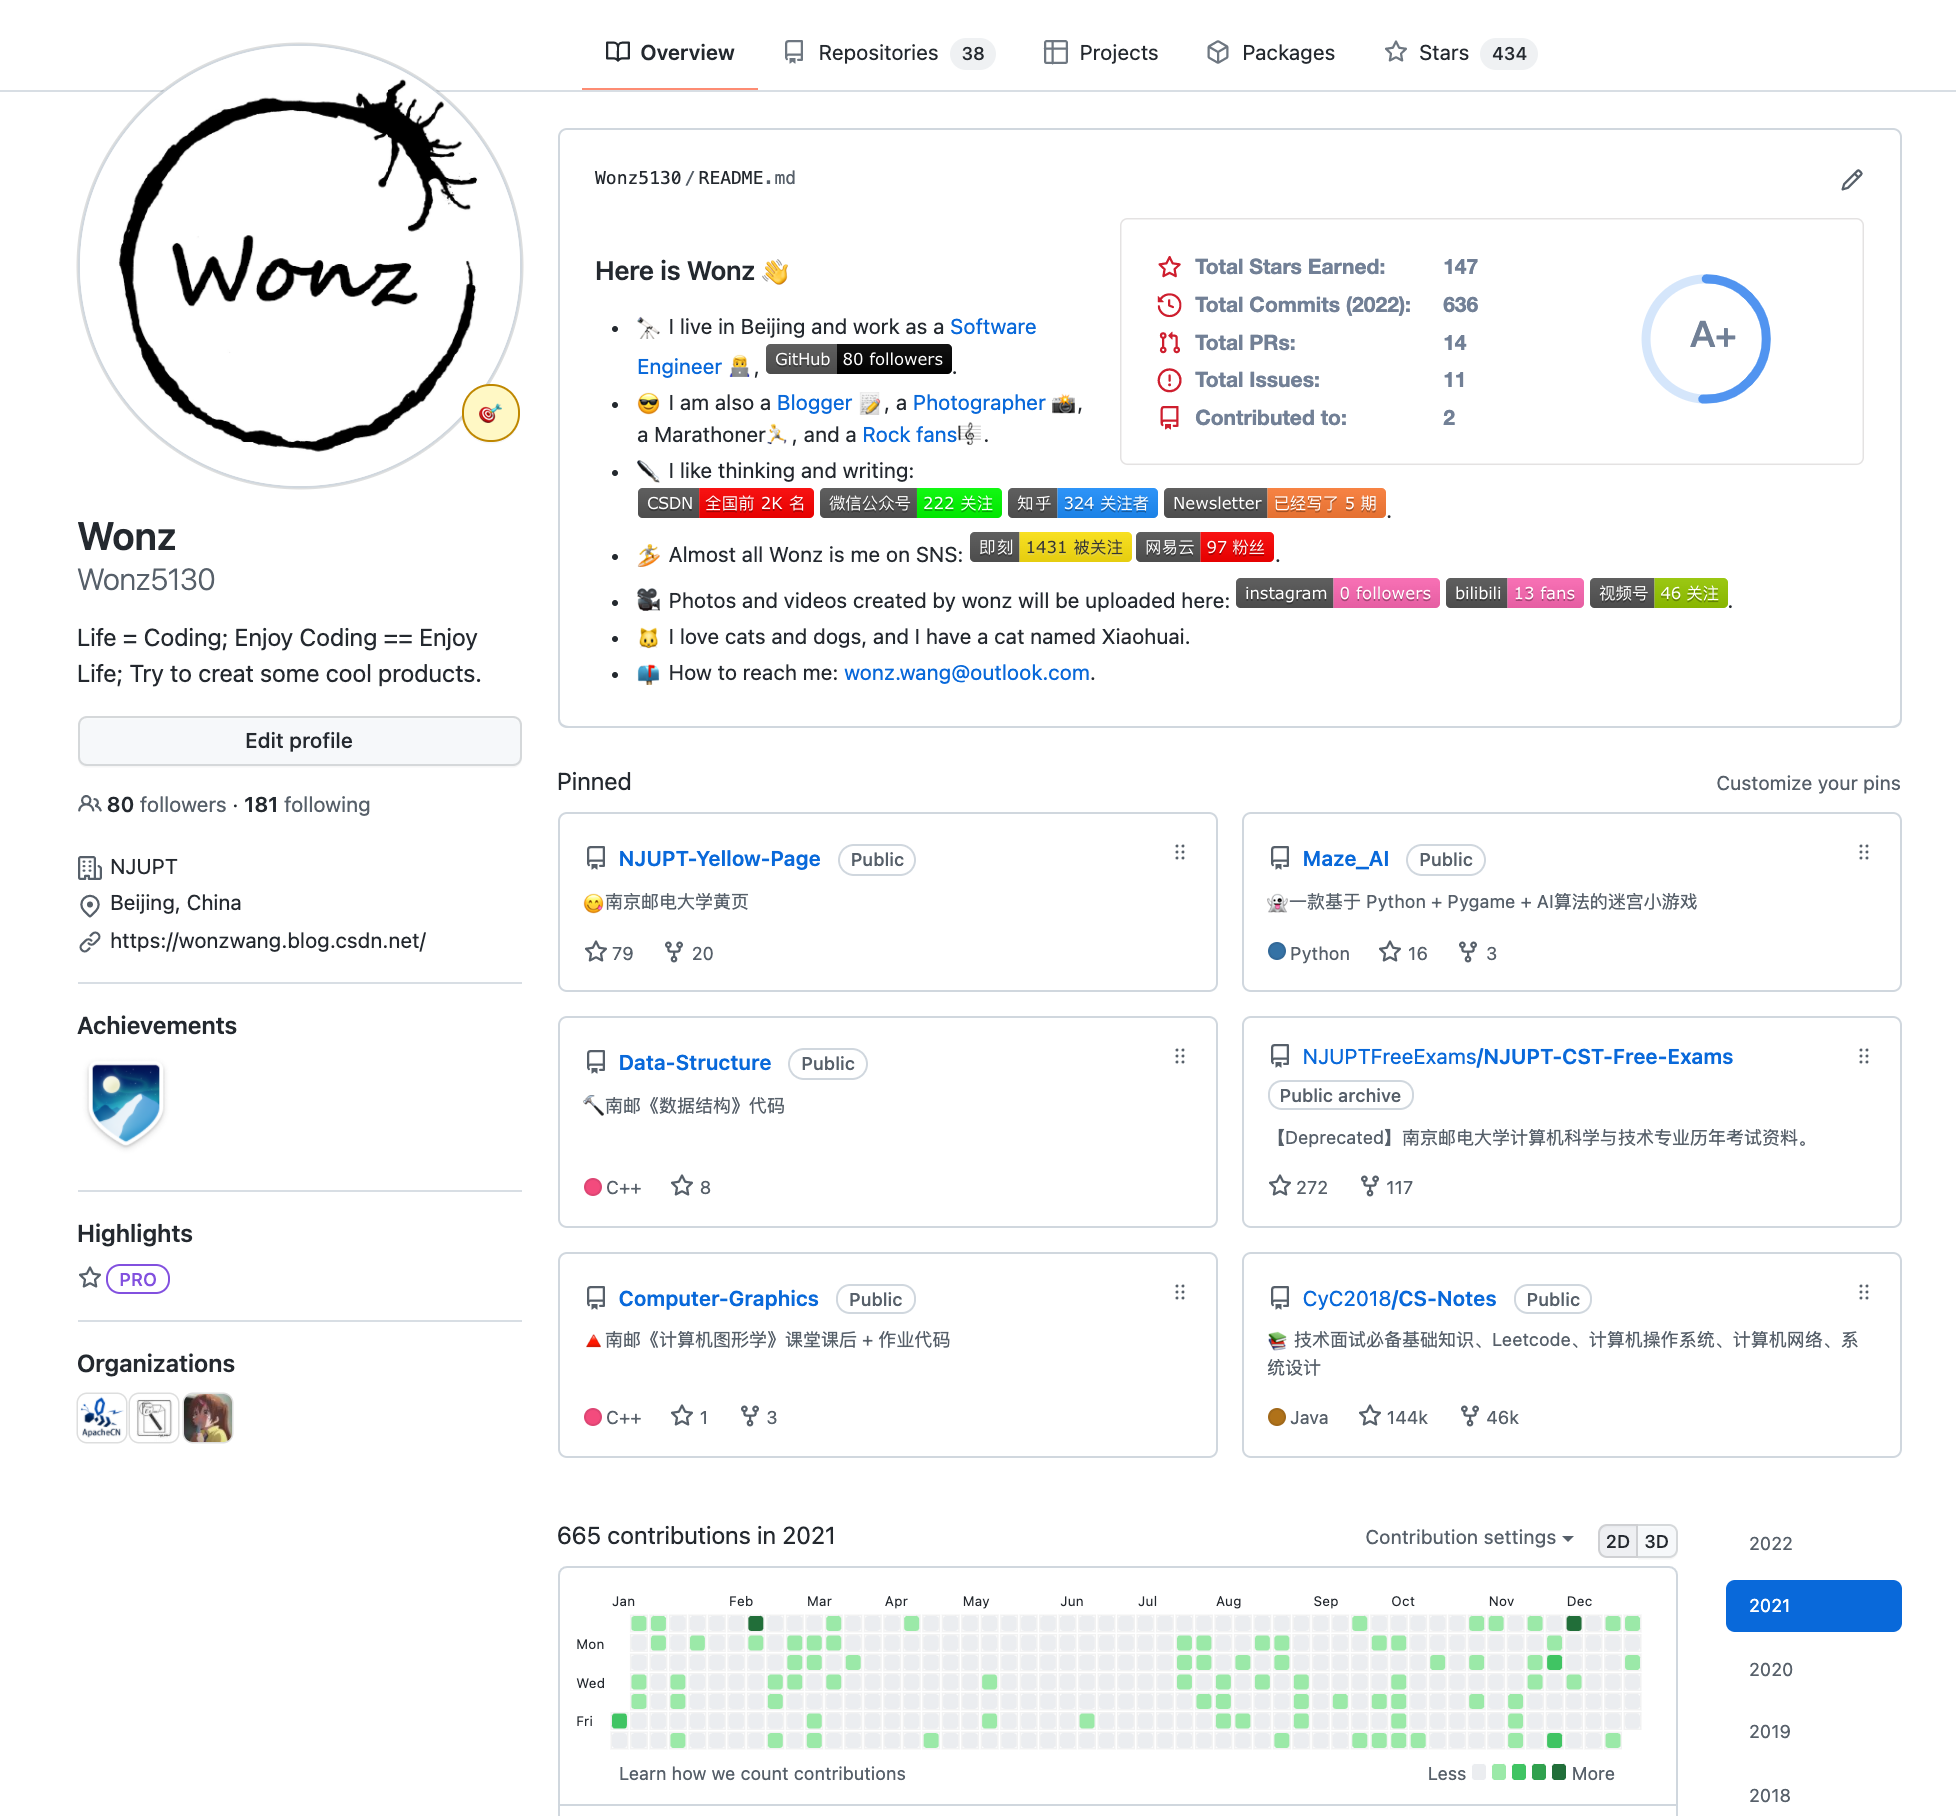 Overview Repositories 38 Projects Packages Stars 434
Wonz
Wonz
Wonz5130
Life = Coding; Enjoy Coding == Enjoy
Life; Try to creat some cool products.
Edit profile
80 followers · 181 following
NJUPT
Beijing, China
https://wonzwang.blog.csdn.net/
Achievements
Highlights
PRO
Organizations
ApacheCN
Wonz5130/README.md
Here is Wonz 👋
• 🔭 I live in Beijing and work as a Software
Engineer 👨‍💻, GitHub 80 followers.
• 😎 I am also a Blogger 📝, a Photographer 📸,
a Marathoner🏃, and a Rock fans🎼.
• ✒️ I like thinking and writing:
CSDN 全国前 2K 名 微信公众号 222 关注 知乎 324 关注者 Newsletter 已经写了 5 期.
• 🏄 Almost all Wonz is me on SNS: 即刻 1431 被关注 网易云 97 粉丝.
• 🎥 Photos and videos created by wonz will be uploaded here: instagram 0 followers bilibili 13 fans 视频号 46 关注.
• 🐱 I love cats and dogs, and I have a cat named Xiaohuai.
• 📫 How to reach me: wonz.wang@outlook.com.
Total Stars Earned: 147
Total Commits (2022): 636
Total PRs: 14
Total Issues: 11
Contributed to: 2
A+
Pinned
Customize your pins
NJUPT-Yellow-Page Public
😋南京邮电大学黄页
79 20
Maze_AI Public
👻一款基于 Python + Pygame + AI算法的迷宫小游戏
Python 16 3
Data-Structure Public
🔨南邮《数据结构》代码
C++ 8
NJUPTFreeExams/NJUPT-CST-Free-Exams
Public archive
【Deprecated】南京邮电大学计算机科学与技术专业历年考试资料。
272 117
Computer-Graphics Public
🔺南邮《计算机图形学》课堂课后 + 作业代码
C++ 1 3
CyC2018/CS-Notes Public
📚 技术面试必备基础知识、Leetcode、计算机操作系统、计算机网络、系
统设计
Java 144k 46k
665 contributions in 2021
Contribution settings 2D 3D
Jan Feb Mar Apr May Jun Jul Aug Sep Oct Nov Dec
Mon
Wed
Fri
Learn how we count contributions
Less More
2022
2021
2020
2019
2018